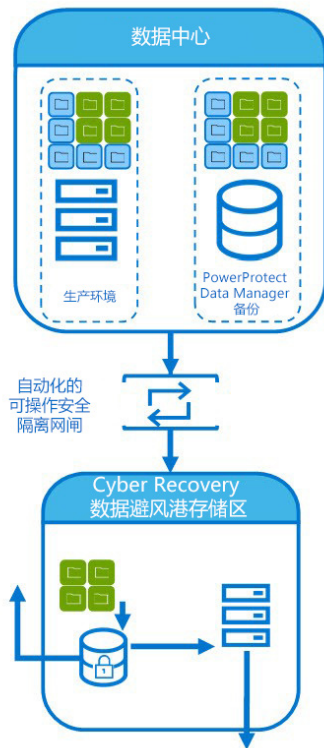 数据中心
生产环境
PowerProtect
Data Manager
备份
自动化的
可操作安全
隔离网闸
Cyber Recovery
数据避风港存储区